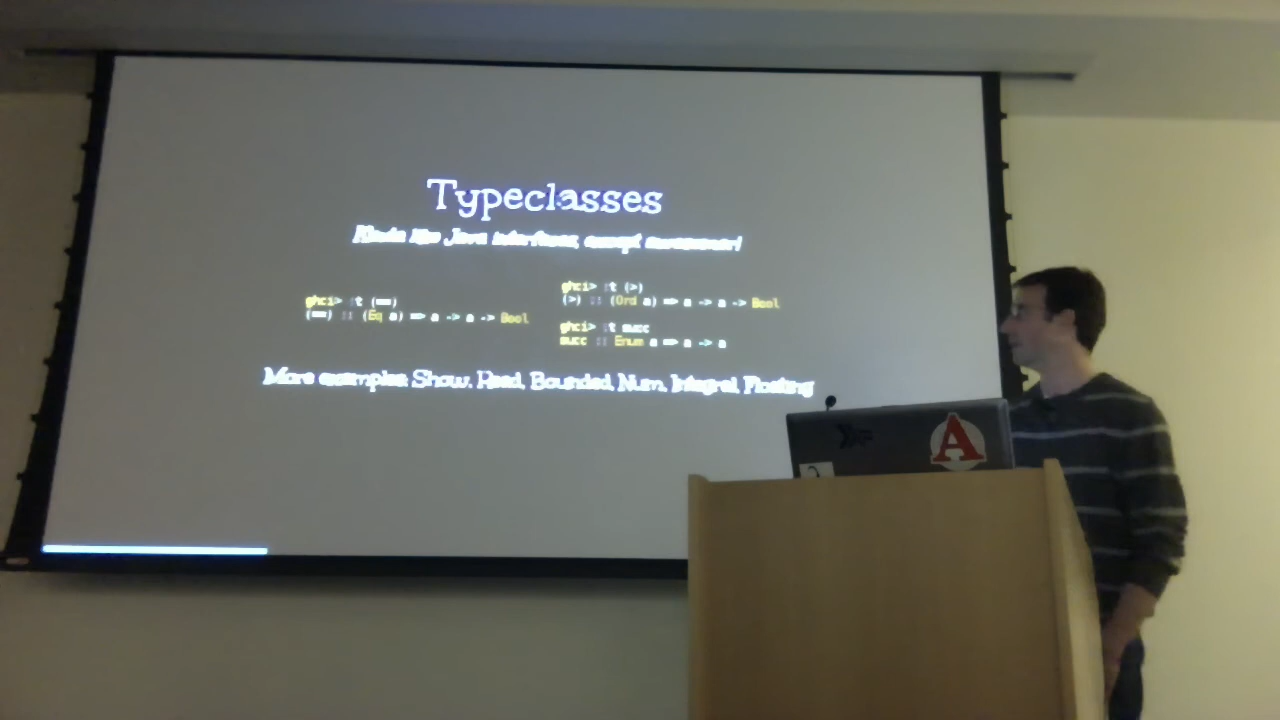 Typeclasses
Kinda like Java interfaces, except awesomer!
ghci> :t (==)
(==) :: (Eq a) => a -> a -> Bool
ghci> :t (>)
(>) :: (Ord a) => a -> a -> Bool
ghci> :t succ
succ :: Enum a => a -> a
More examples: Show, Read, Bounded, Num, Integral, Floating
A